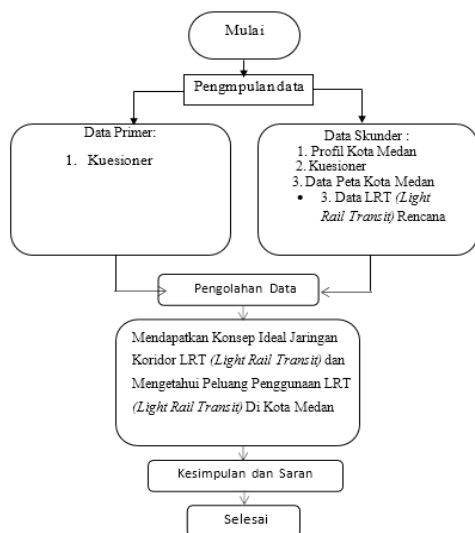 Mulai
Pengmpulandata
Data Primer:
1. Kuesioner
Data Skunder :
1. Profil Kota Medan
2. Kuesioner
3. Data Peta Kota Medan
• 3. Data LRT (Light
Rail Transit) Rencana
Pengolahan Data
Mendapatkan Konsep Ideal Jaringan
Koridor LRT (Light Rail Transit) dan
Mengetahui Peluang Penggunaan LRT
(Light Rail Transit) Di Kota Medan
Kesimpulan dan Saran
Selesai